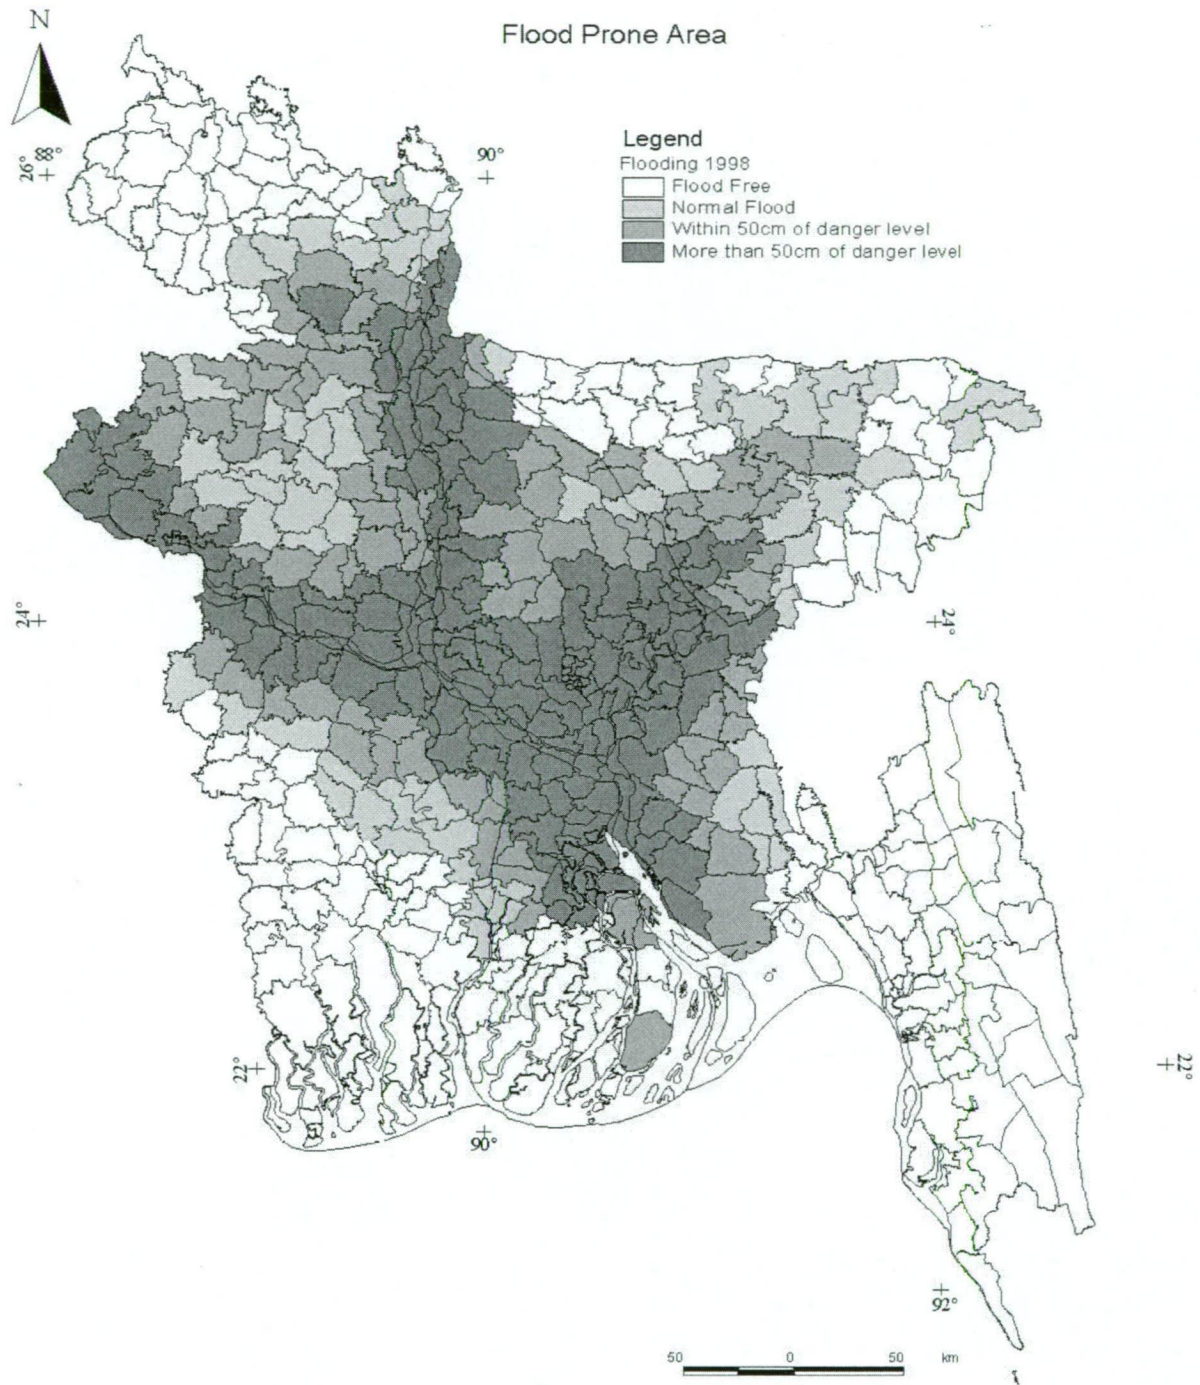 N
Flood Prone Area
26° 88°
90°
Legend
Flooding 1998
Flood Free
Normal Flood
Within 50cm of danger level
More than 50cm of danger level
24°
24°
22°
22°
90°
92°
50 0 50 km